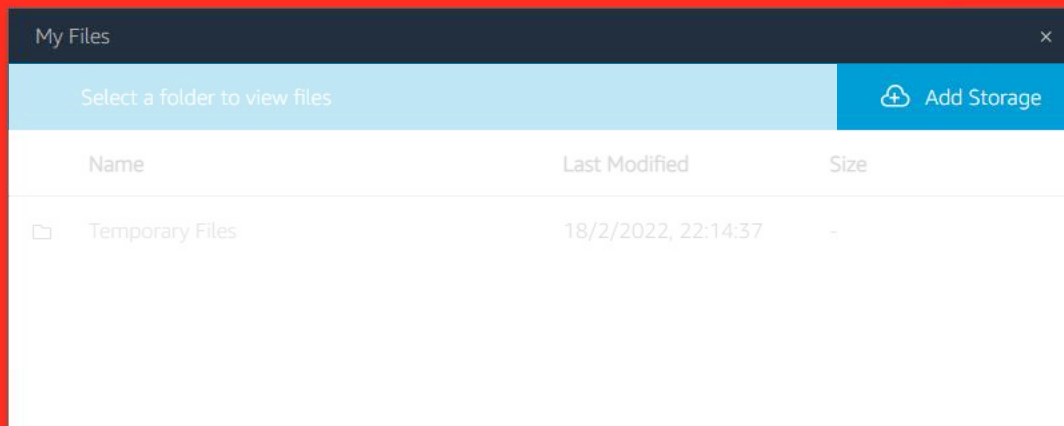 My Files ×
Select a folder to view files Add Storage
Name Last Modified Size
Temporary Files 18/2/2022, 22:14:37 -